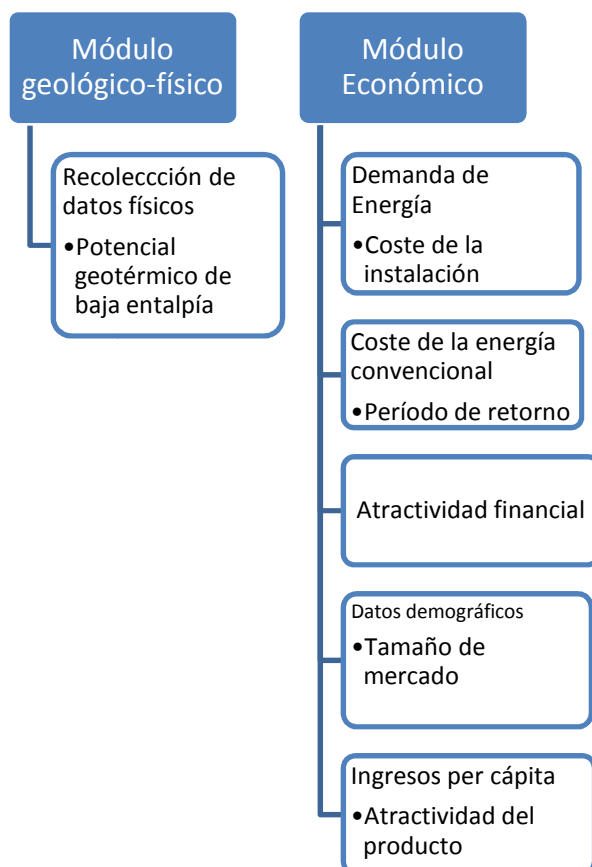 Módulo
geológico-físico
Recoleccción de
datos físicos
•Potencial
geotérmico de
baja entalpía
Módulo
Económico
Demanda de
Energía
•Coste de la
instalación
Coste de la energía
convencional
•Período de retorno
Atractividad financial
Datos demográficos
•Tamaño de
mercado
Ingresos per cápita
•Atractividad del
producto